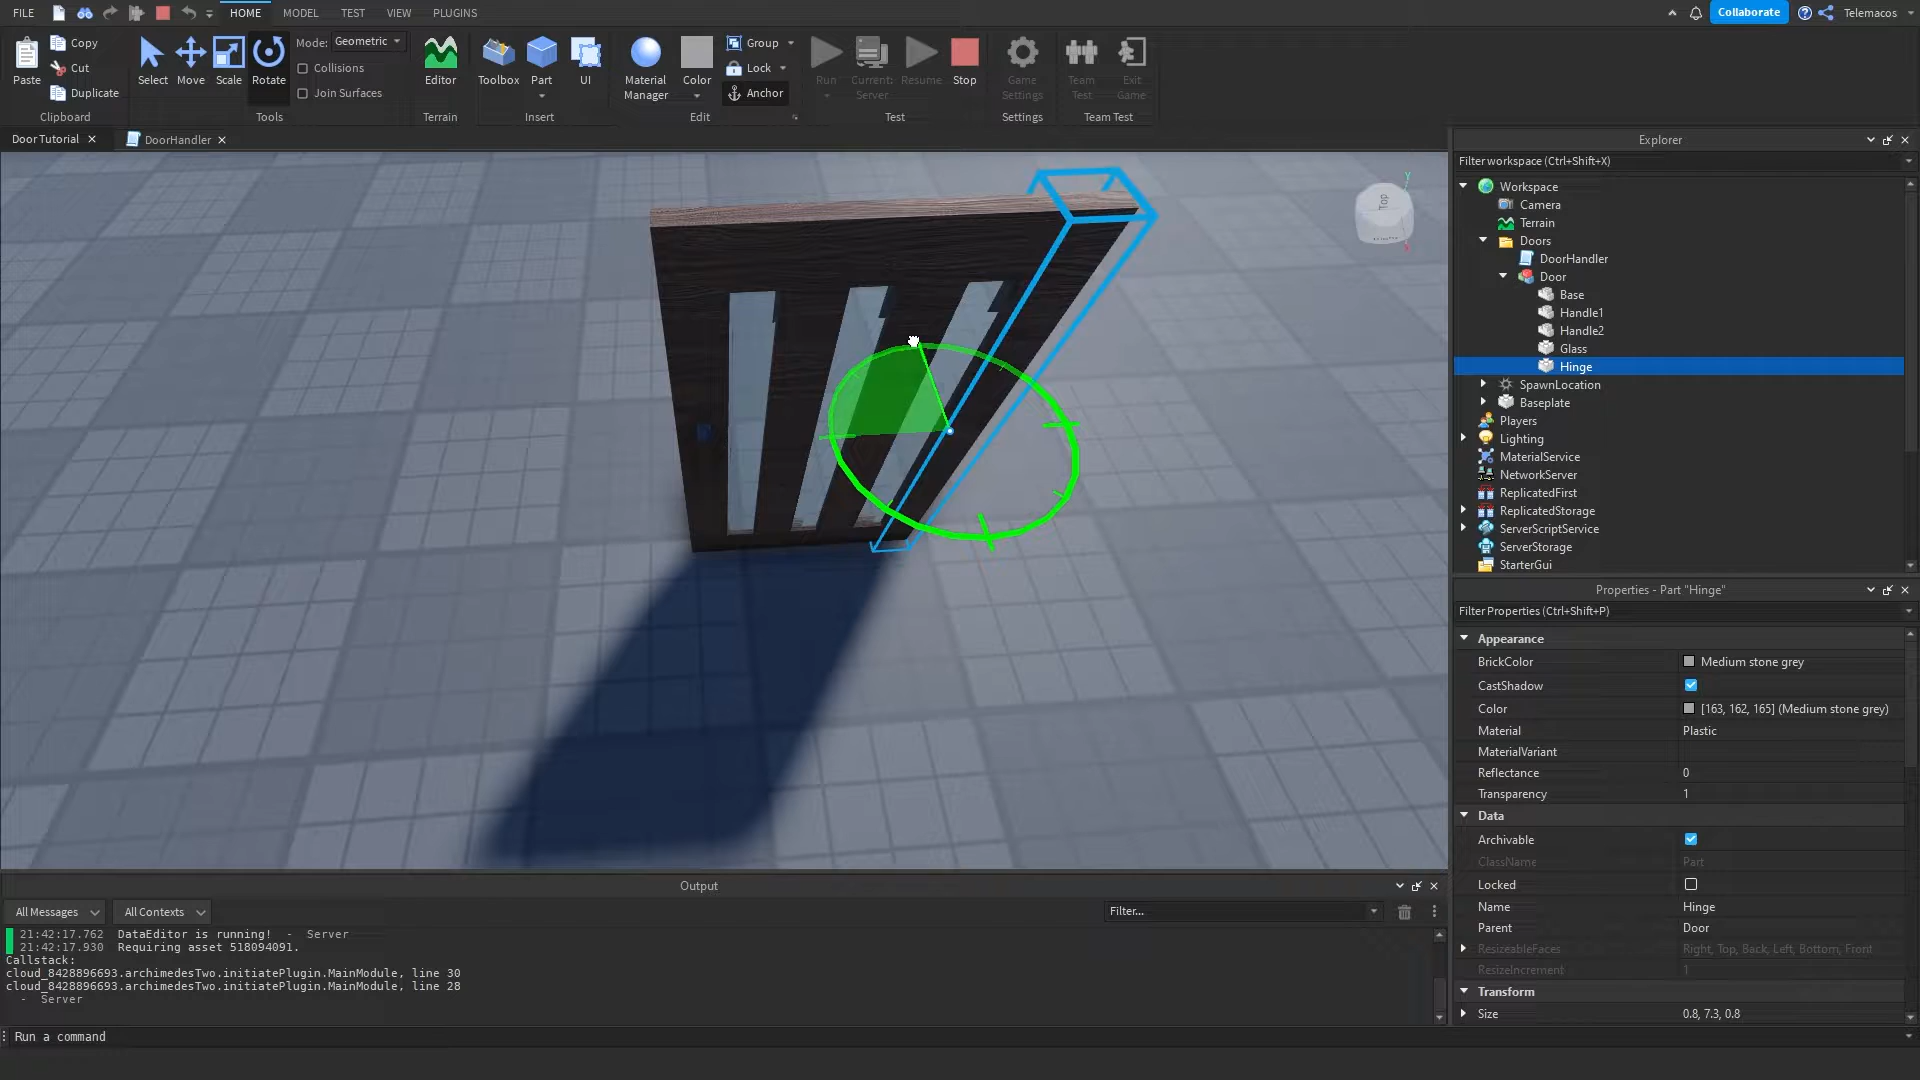 FILE HOME MODEL TEST VIEW PLUGINS Collaborate Telemacos
Paste Copy Cut Duplicate Clipboard
Select Move Scale Rotate Mode: Geometric Collisions Join Surfaces Tools
Editor Terrain
Toolbox Part UI Insert
Material Manager Color Group Lock Anchor Edit
Run Current: Server Resume Stop Test
Game Settings Settings
Team Test Exit Game Team Test
Door Tutorial DoorHandler
Top
Y
Explorer
Filter workspace (Ctrl+Shift+X)
Workspace
Camera
Terrain
Doors
DoorHandler
Door
Base
Handle1
Handle2
Glass
Hinge
SpawnLocation
Baseplate
Players
Lighting
MaterialService
NetworkServer
ReplicatedFirst
ReplicatedStorage
ServerScriptService
ServerStorage
StarterGui
Properties - Part "Hinge"
Filter Properties (Ctrl+Shift+P)
Appearance
BrickColor Medium stone grey
CastShadow
Color [163, 162, 165] (Medium stone grey)
Material Plastic
MaterialVariant
Reflectance 0
Transparency 1
Data
Archivable
ClassName Part
Locked
Name Hinge
Parent Door
ResizeableFaces Right, Top, Back, Left, Bottom, Front
ResizeIncrement 1
Transform
Size 0.8, 7.3, 0.8
Output
All Messages All Contexts Filter...
21:42:17.762 DataEditor is running! - Server
21:42:17.930 Requiring asset 518094091.
Callstack:
cloud_8428896693.archimedesTwo.initiatePlugin.MainModule, line 30
cloud_8428896693.archimedesTwo.initiatePlugin.MainModule, line 28
- Server
Run a command